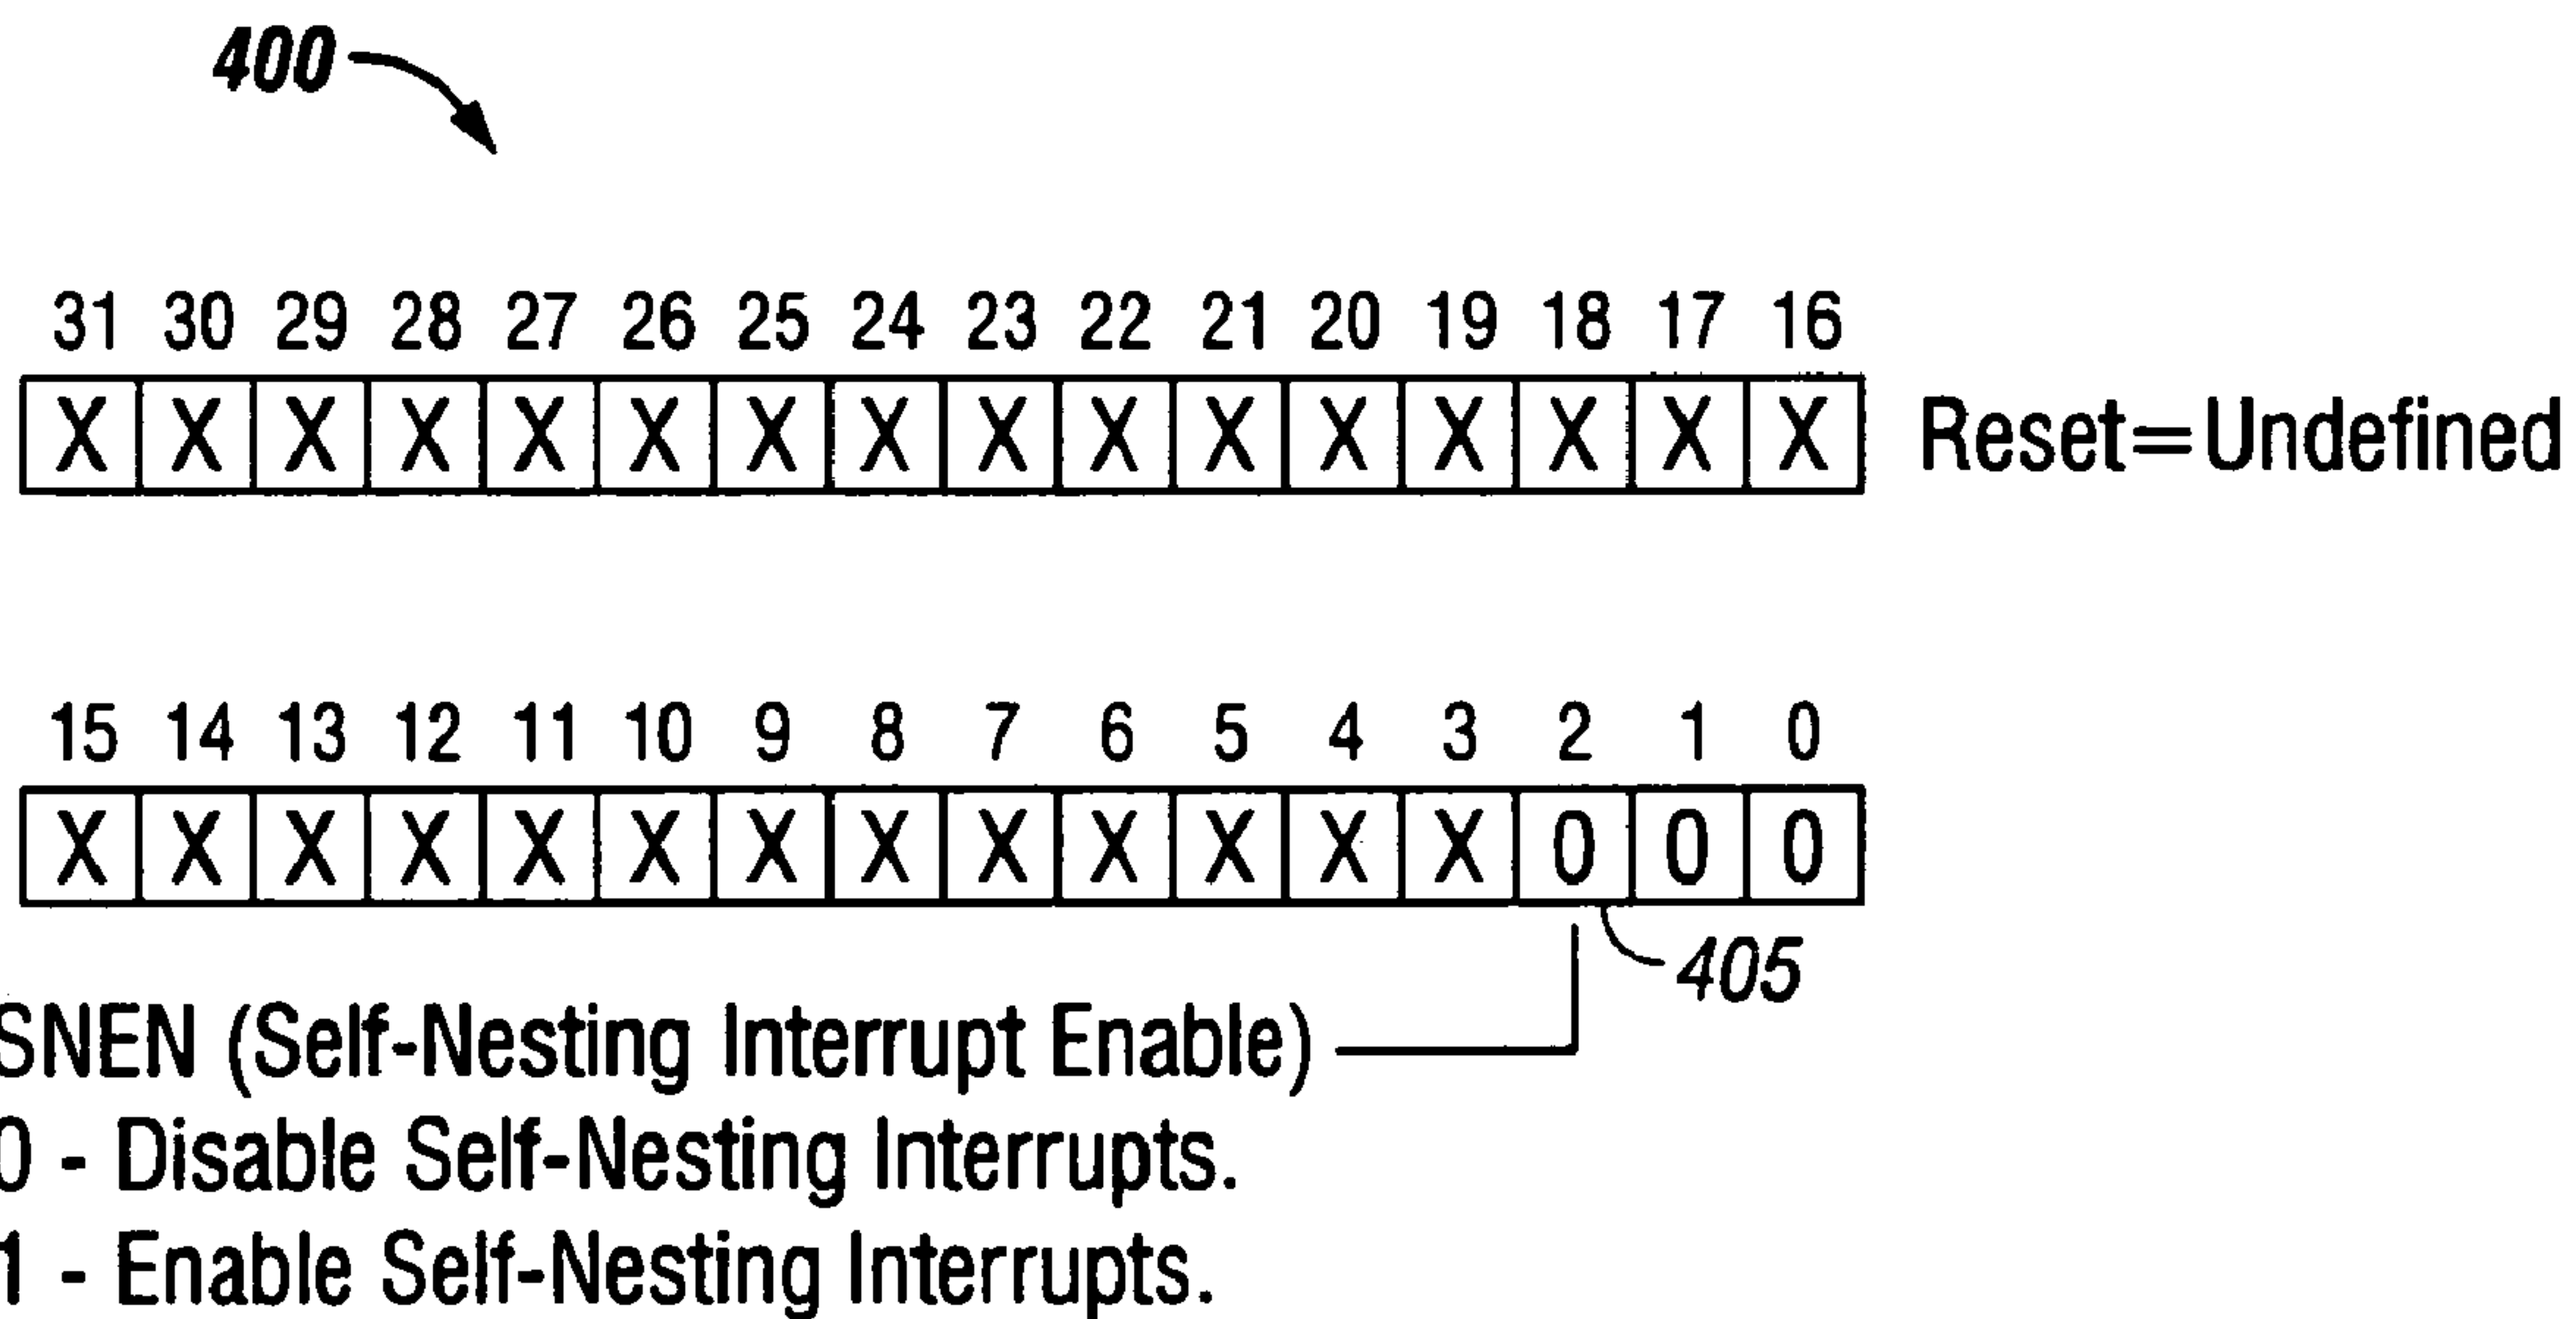 400
31 30 29 28 27 26 25 24 23 22 21 20 19 18 17 16
X X X X X X X X X X X X X X X X Reset=Undefined
15 14 13 12 11 10 9 8 7 6 5 4 3 2 1 0
X X X X X X X X X X X X X 0 0 0
405
SNEN (Self-Nesting Interrupt Enable)
0 - Disable Self-Nesting Interrupts.
1 - Enable Self-Nesting Interrupts.